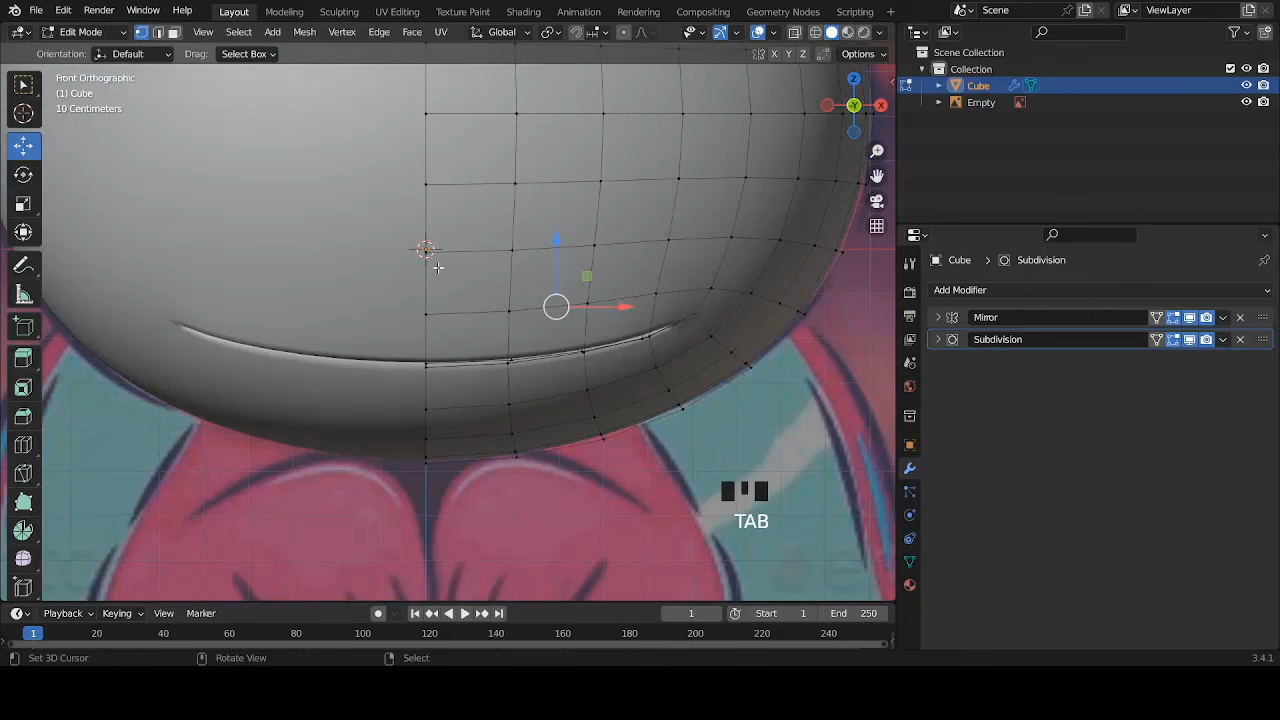 File Edit Render Window Help Layout Modeling Sculpting UV Editing Texture Paint Shading Animation Rendering Compositing Geometry Nodes Scripting + Scene ViewLayer
Edit Mode View Select Add Mesh Vertex Edge Face UV Global
Orientation: Default Drag: Select Box X Y Z Options
Scene Collection
Collection
Cube
Empty
Front Orthographic
(1) Cube
10 Centimeters
Z
Y
X
Cube > Subdivision
Add Modifier
Mirror
Subdivision
TAB
Playback Keying View Marker 1 Start 1 End 250
1 20 40 60 80 100 120 140 160 180 200 220 240
Set 3D Cursor Rotate View Select 3.4.1